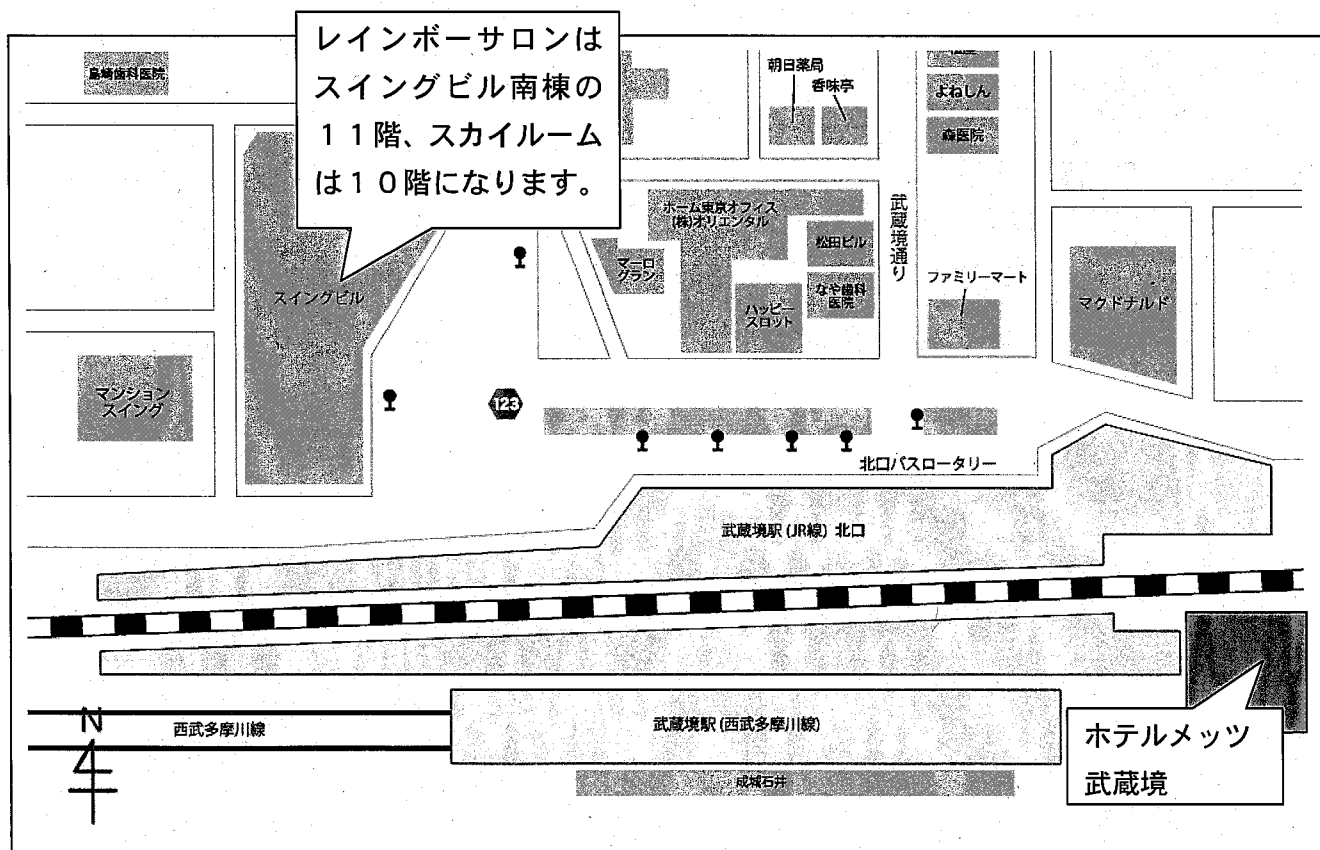 レインボーサロンは
スイングビル南棟の
11階、スカイルーム
は10階になります。
島崎歯科医院
朝日薬局
香味亭
よねしん
森医院
ホーム東京オフィス
(株)オリエンタル
武蔵境通り
松田ビル
マーロ
グラン
なや歯科
医院
ファミリーマート
スイングビル
ハッピー
スロット
マクドナルド
マンション
スイング
123
北口バスロータリー
武蔵境駅(JR線) 北口
N
西武多摩川線
武蔵境駅(西武多摩川線)
ホテルメッツ
武蔵境
成城石井